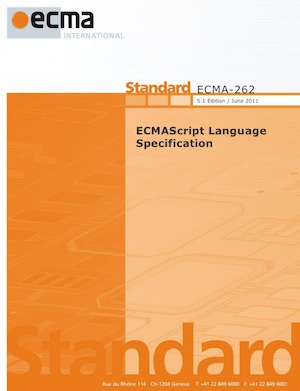 ecma
INTERNATIONAL
Standard ECMA-262
5.1 Edition / June 2011
ECMAScript Language
Specification
Standard
Rue du Rhône 114 CH-1204 Geneva T: +41 22 849 6000 F: +41 22 849 6001